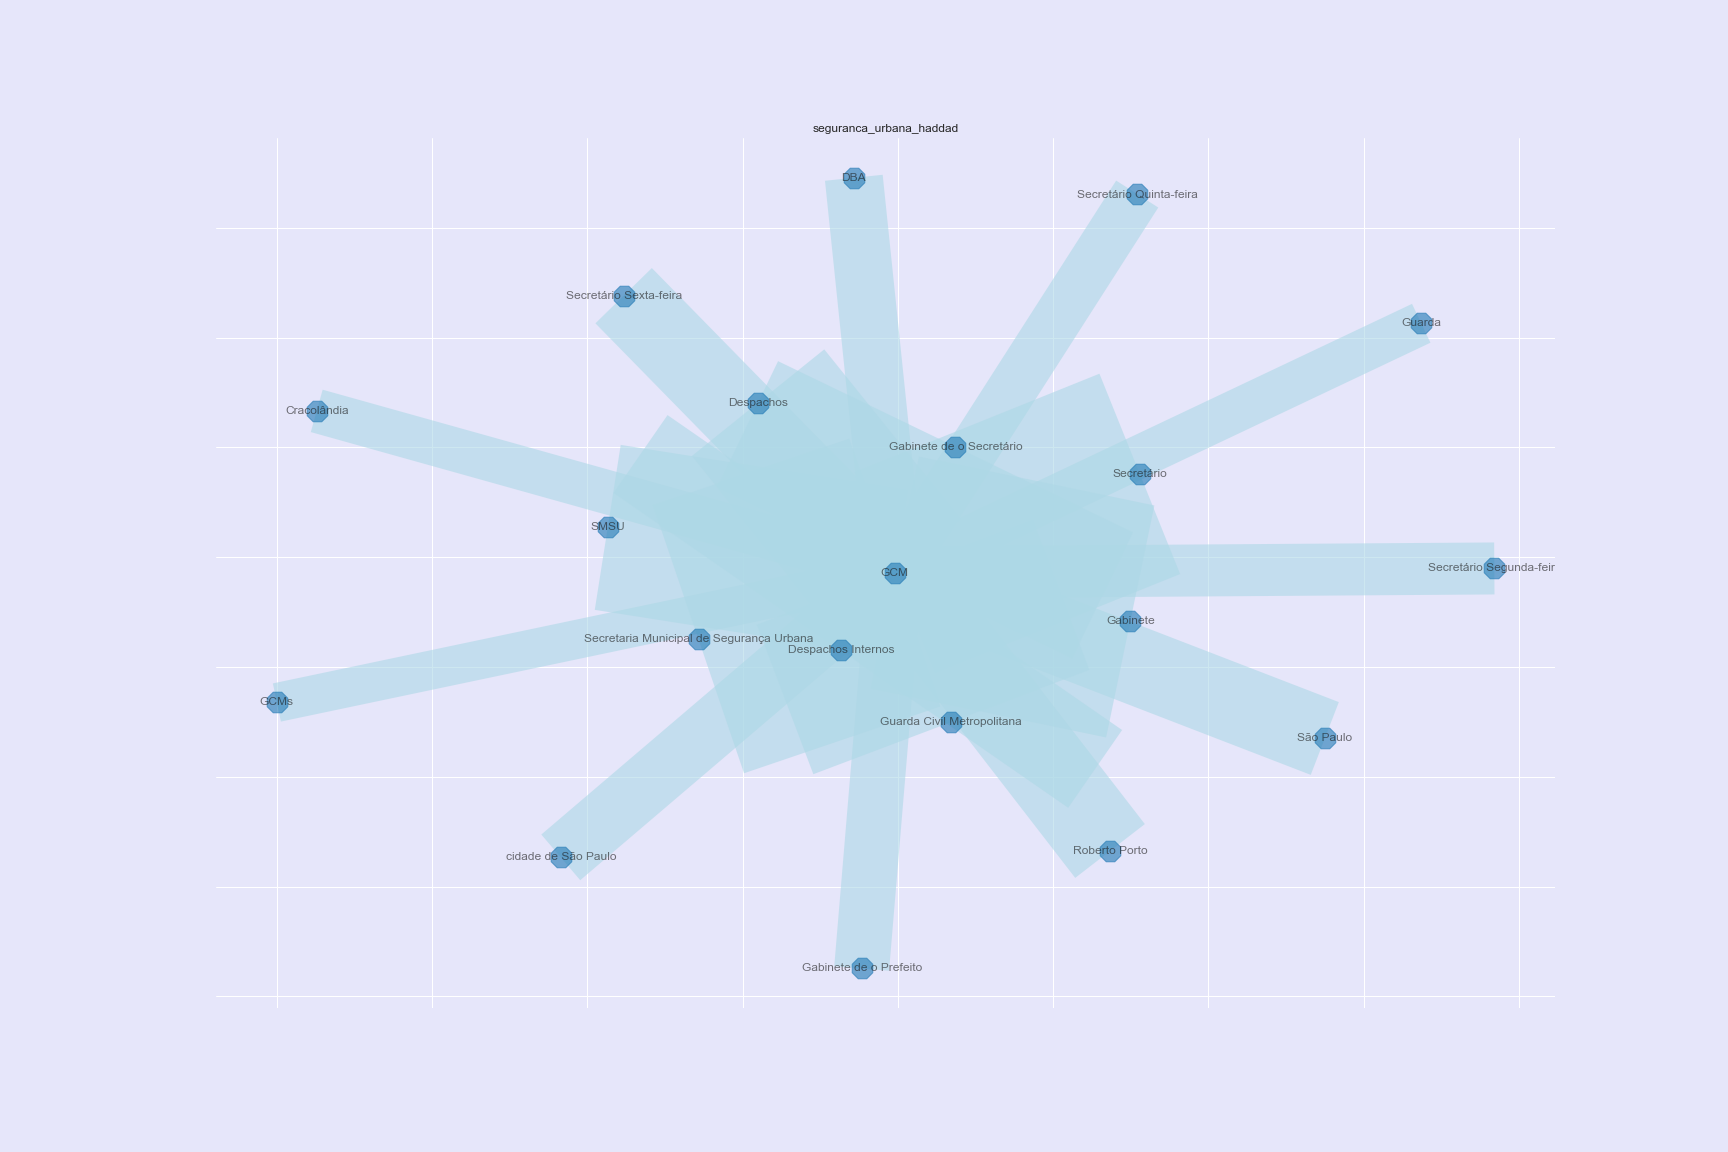 seguranca_urbana_haddad
DBA
Secretário Quinta-feira
Secretário Sexta-feira
Guarda
Despachos
Cracolândia
Gabinete de o Secretário
Secretário
SMSU
Secretário Segunda-feir
GCM
Gabinete
Secretaria Municipal de Segurança Urbana
Despachos Internos
GCMs
Guarda Civil Metropolitana
São Paulo
Roberto Porto
cidade de São Paulo
Gabinete de o Prefeito